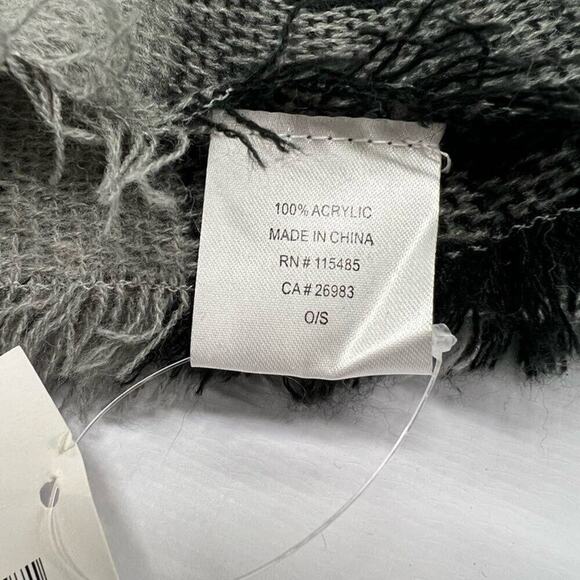 100% ACRYLIC
MADE IN CHINA
RN # 115485
CA # 26983
O/S